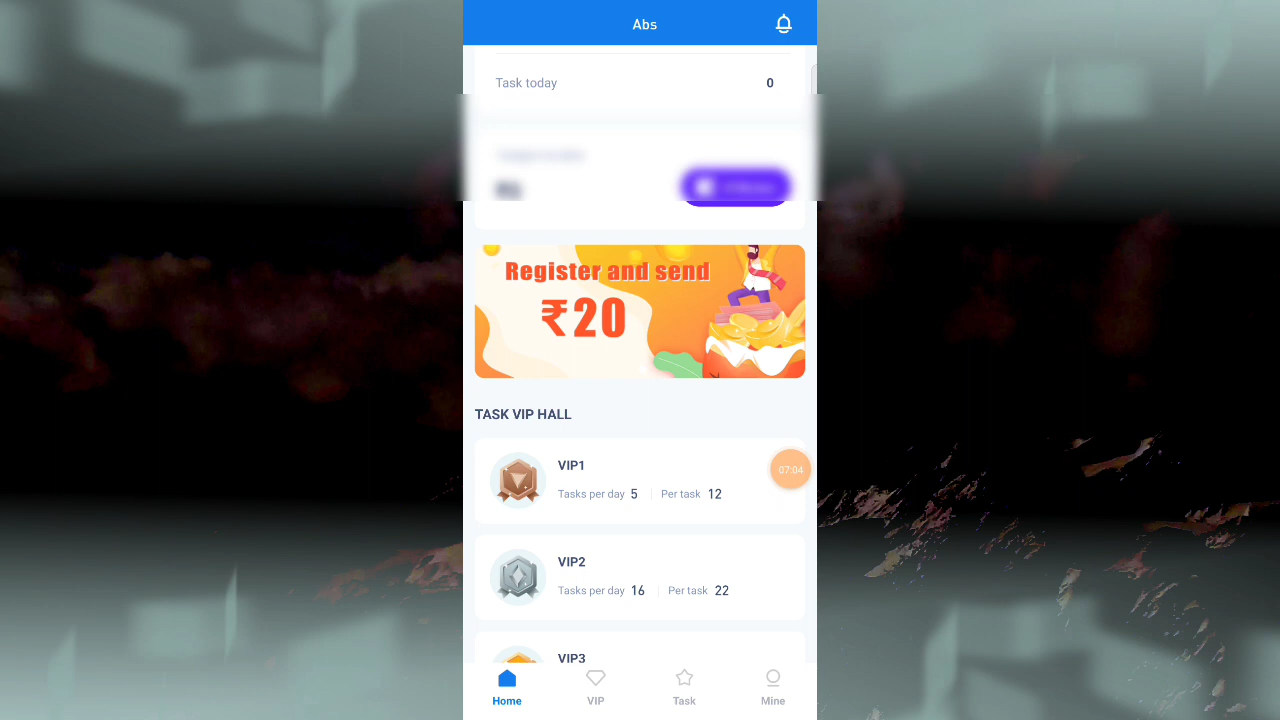 Abs
Task today 0
Register and send
₹20
TASK VIP HALL
VIP1
Tasks per day 5 Per task 12
07:04
VIP2
Tasks per day 16 Per task 22
VIP3
Home VIP Task Mine